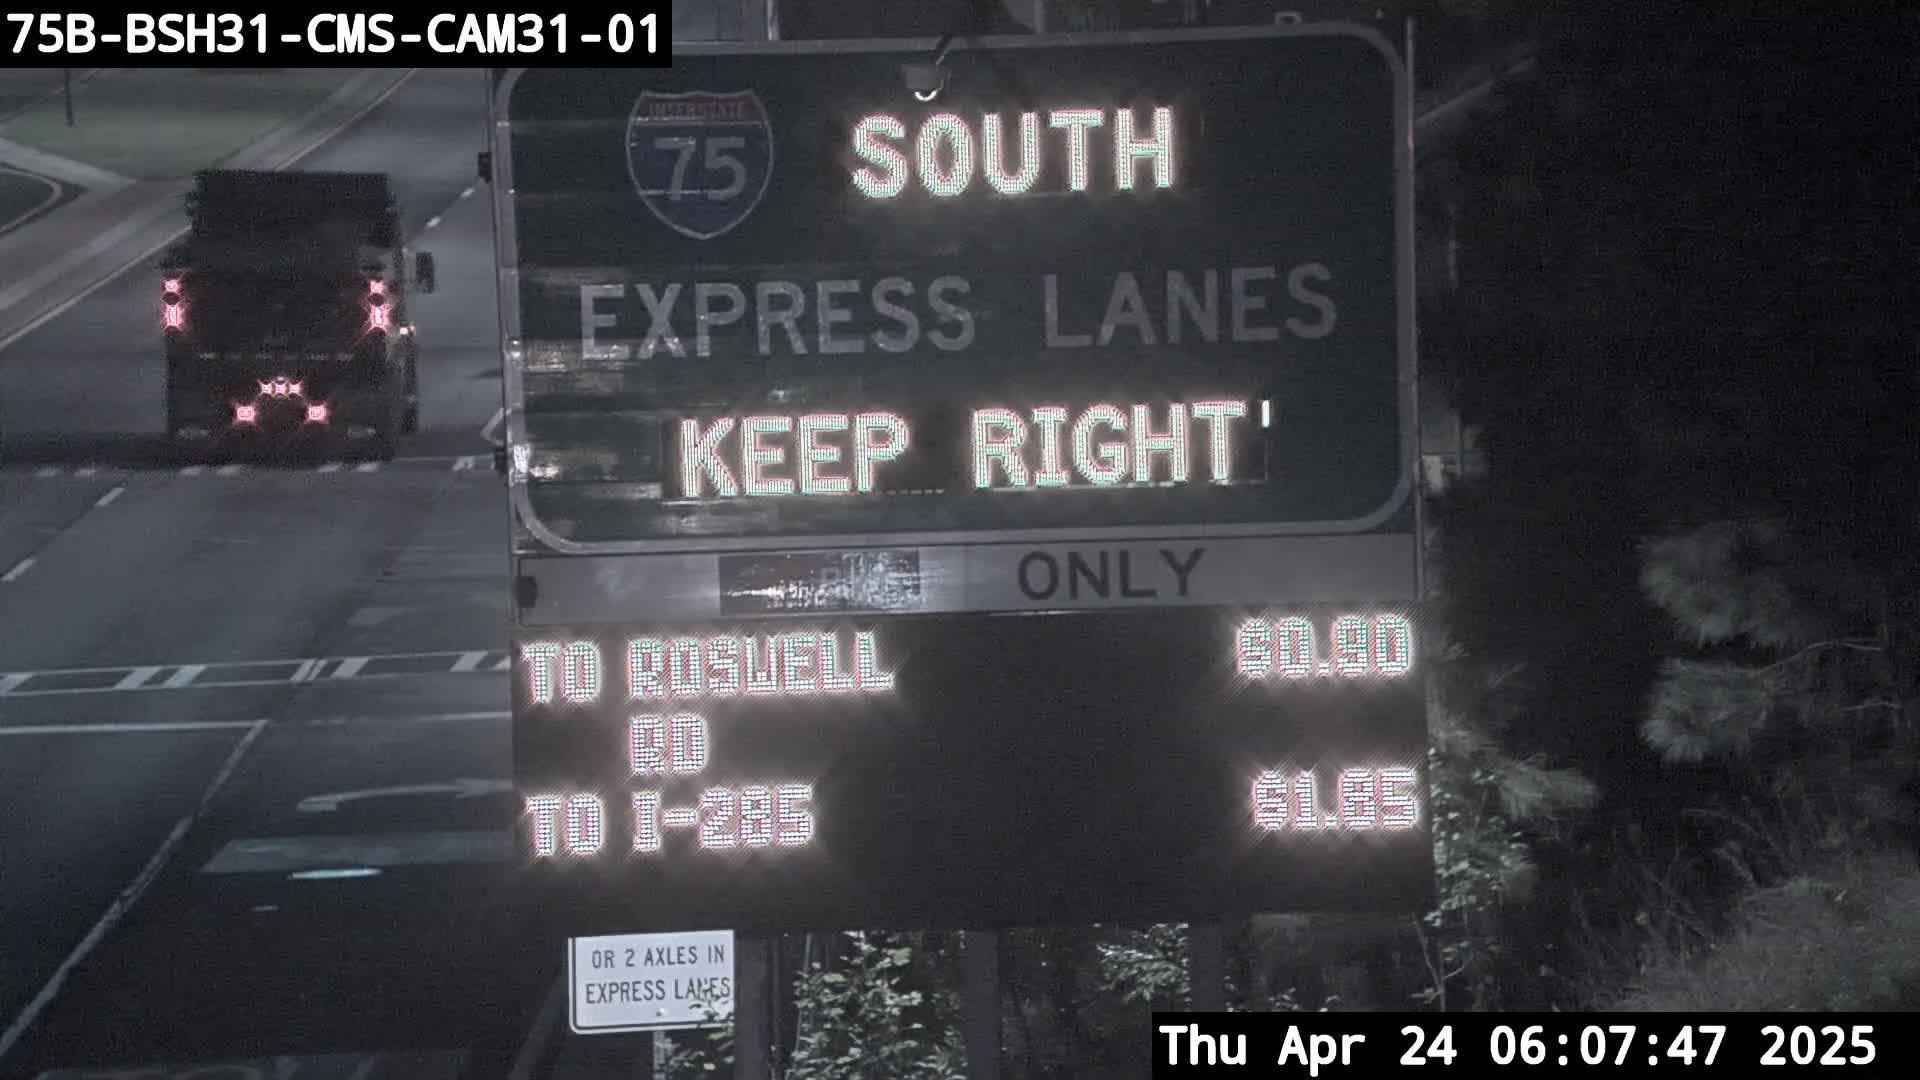 75B-BSH31-CMS-CAM31-01
INTERSTATE
75
SOUTH
EXPRESS LANES
KEEP RIGHT
ONLY
TO ROSWELL $0.90
RD
TO I-285 $1.85
OR 2 AXLES IN
EXPRESS LANES
Thu Apr 24 06:07:47 2025